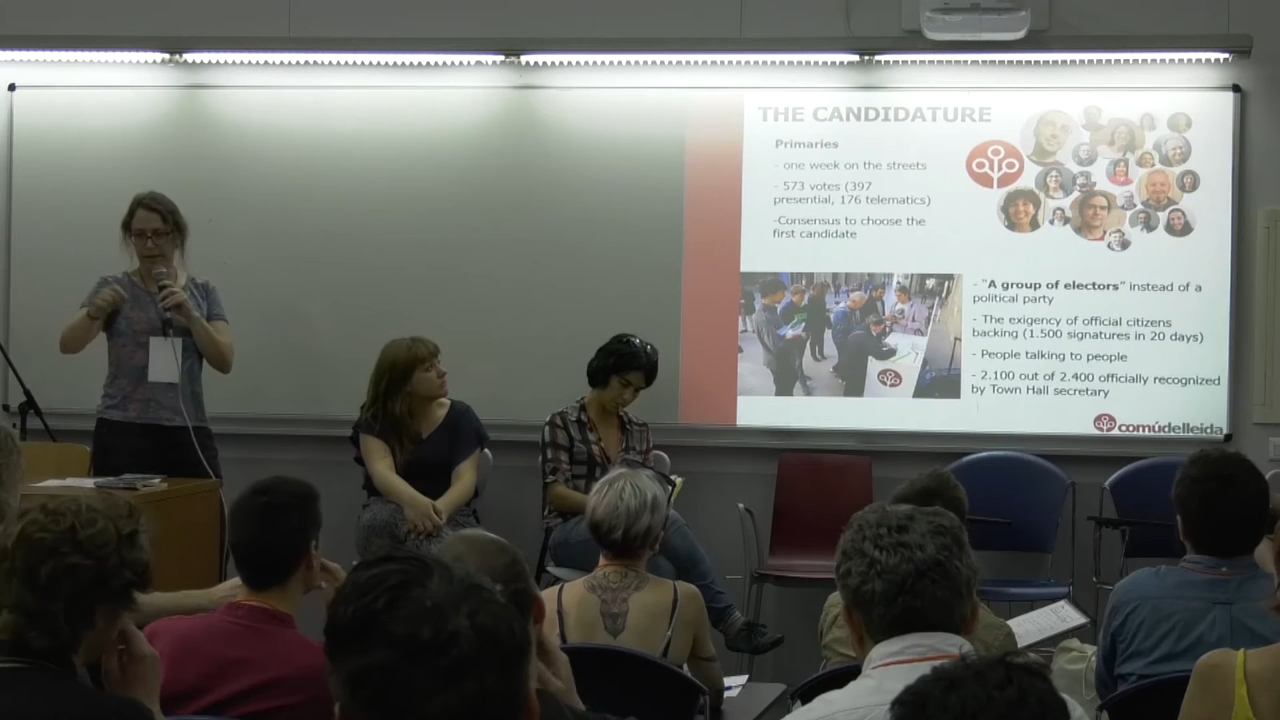 THE CANDIDATURE
Primaries
- one week on the streets
- 573 votes (397
presential, 176 telematics)
-Consensus to choose the
first candidate
- "A group of electors" instead of a
political party
- The exigency of official citizens
backing (1.500 signatures in 20 days)
- People talking to people
- 2.100 out of 2.400 officially recognized
by Town Hall secretary
comúdelleida